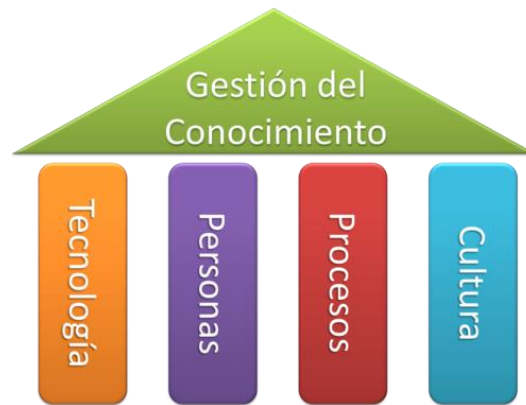 Gestión del
Conocimiento
Tecnología
Personas
Procesos
Cultura